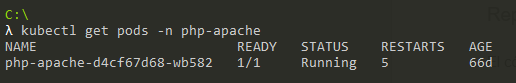 C:\
λ kubectl get pods -n php-apache
NAME READY STATUS RESTARTS AGE
php-apache-d4cf67d68-wb582 1/1 Running 5 66d